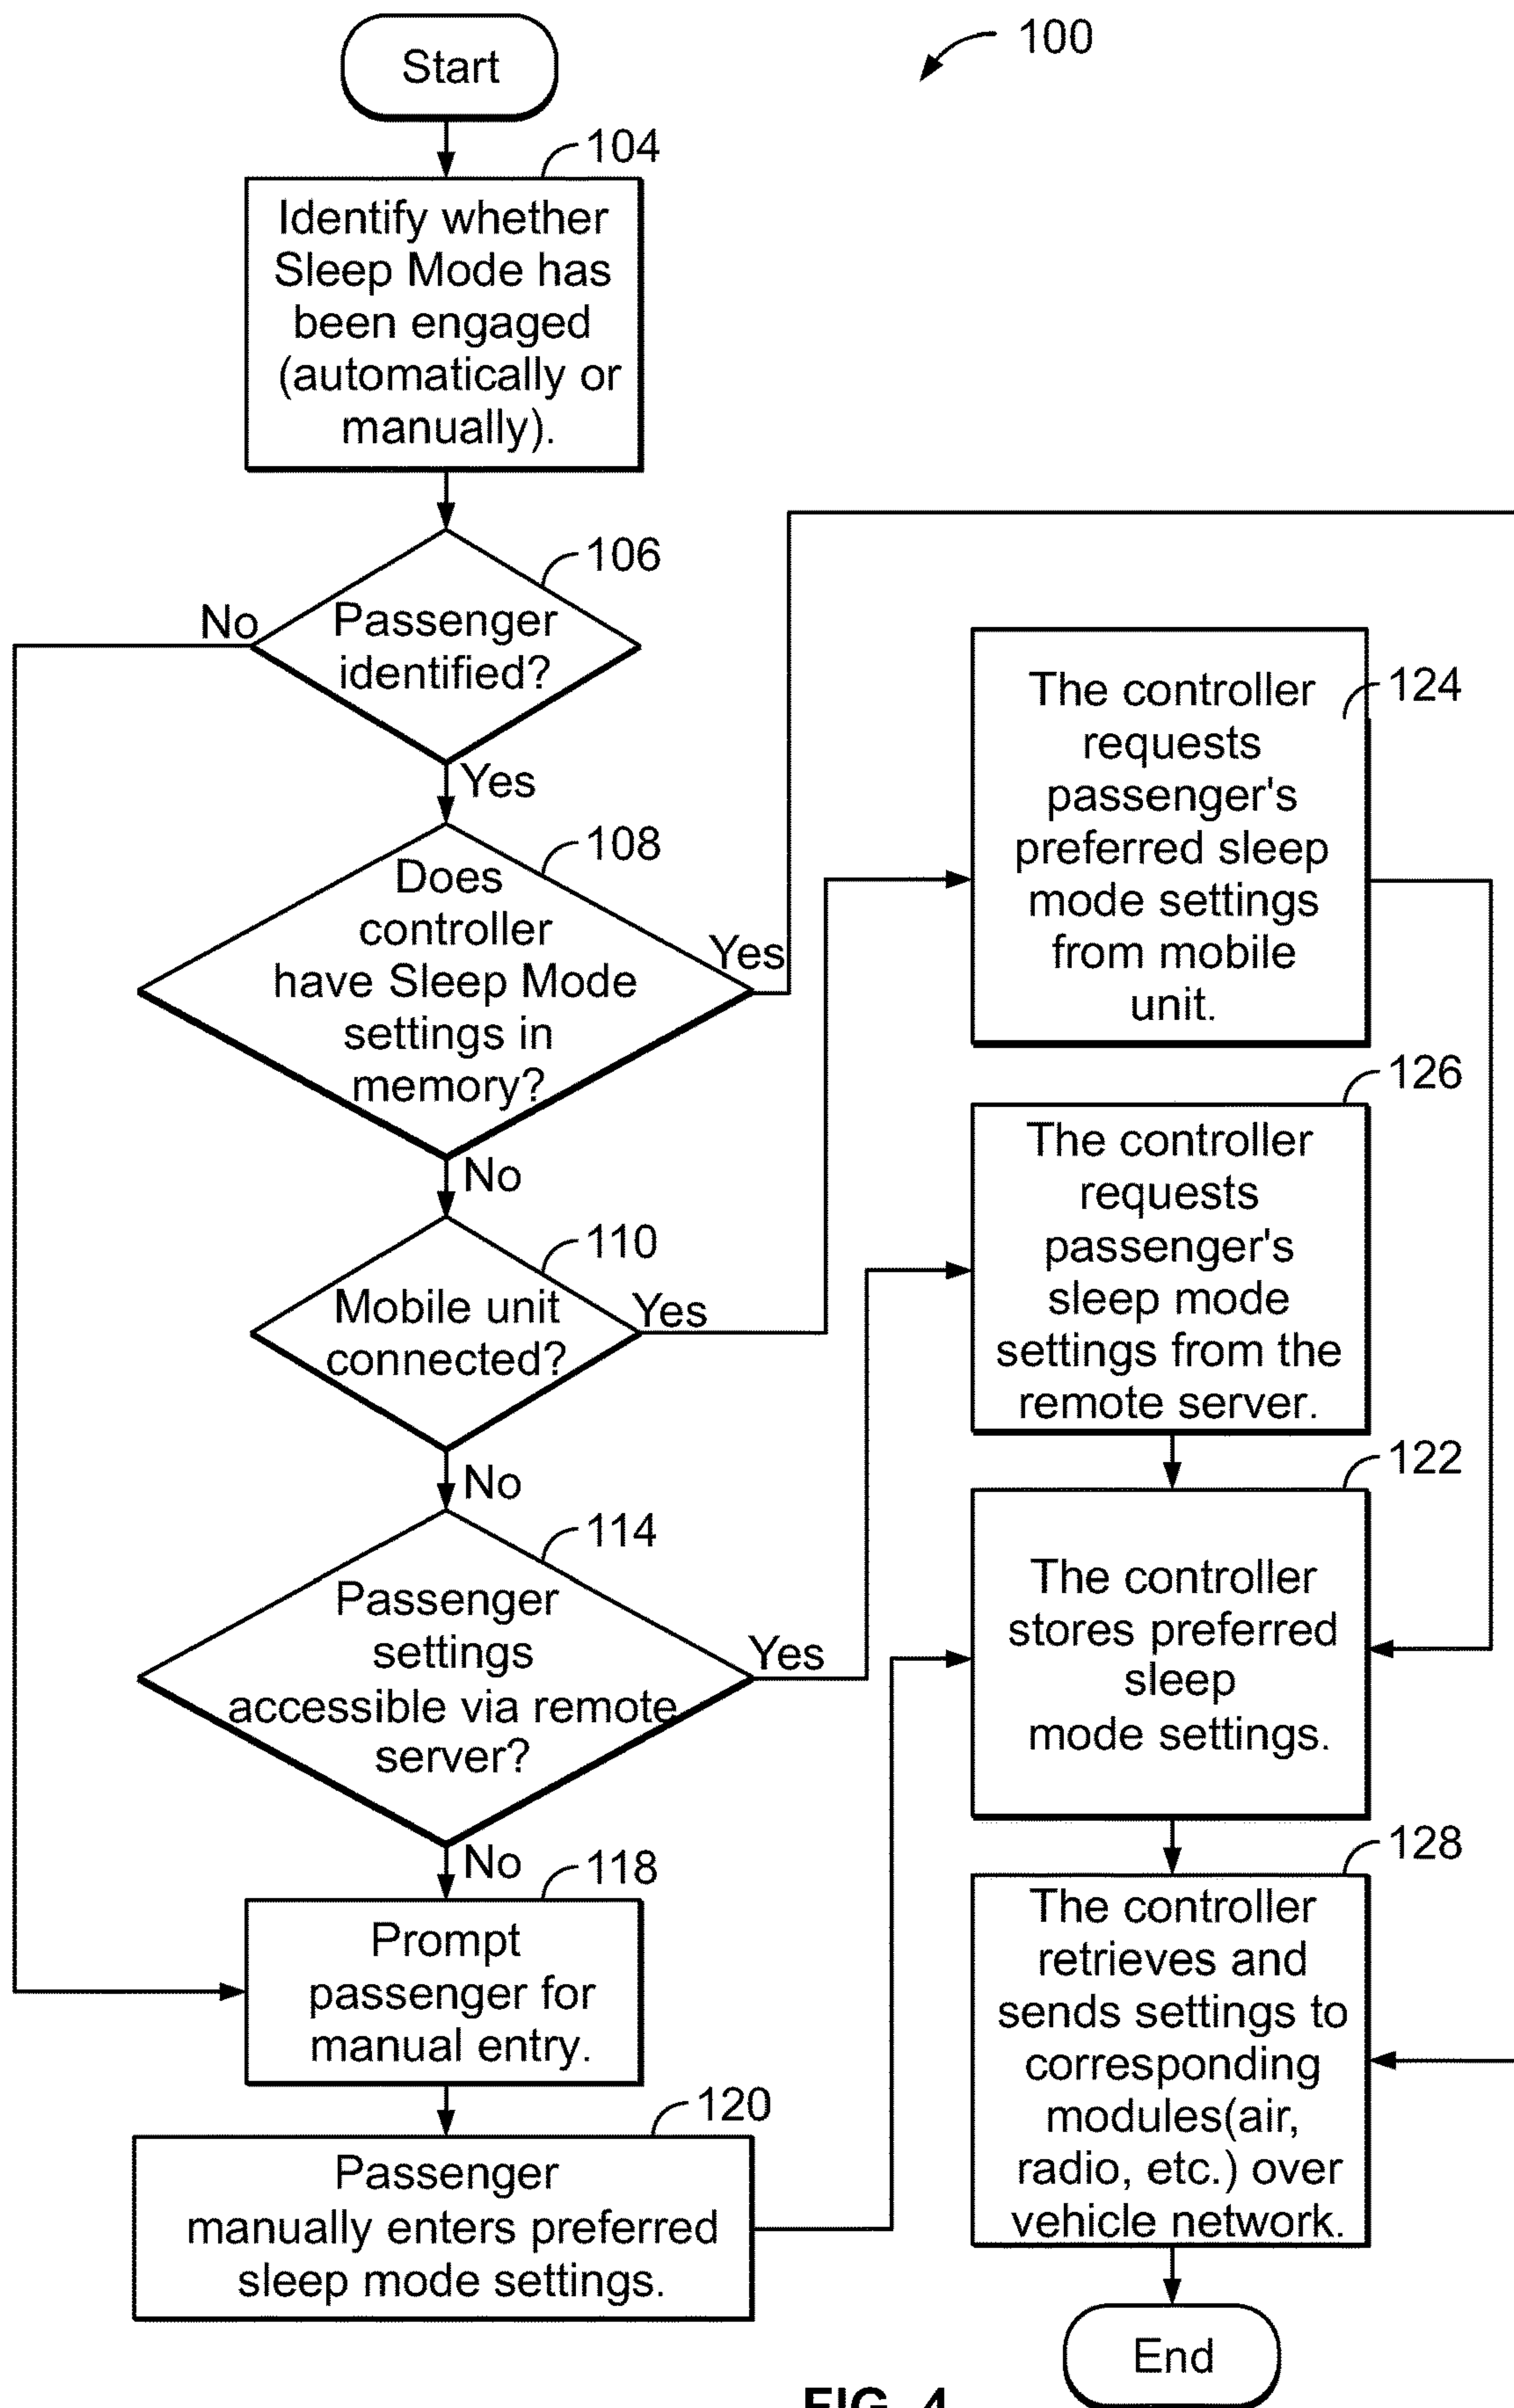 Start
100
104
Identify whether
Sleep Mode has
been engaged
(automatically or
manually).
106
No
Passenger
identified?
Yes
108
Does
controller
have Sleep Mode
settings in
memory?
Yes
No
110
Mobile unit
connected?
Yes
No
114
Passenger
settings
accessible via remote
server?
Yes
No
118
Prompt
passenger for
manual entry.
120
Passenger
manually enters preferred
sleep mode settings.
124
The controller
requests
passenger's
preferred sleep
mode settings
from mobile
unit.
126
The controller
requests
passenger's
sleep mode
settings from the
remote server.
122
The controller
stores preferred
sleep
mode settings.
128
The controller
retrieves and
sends settings to
corresponding
modules(air,
radio, etc.) over
vehicle network.
End
FIG. 4